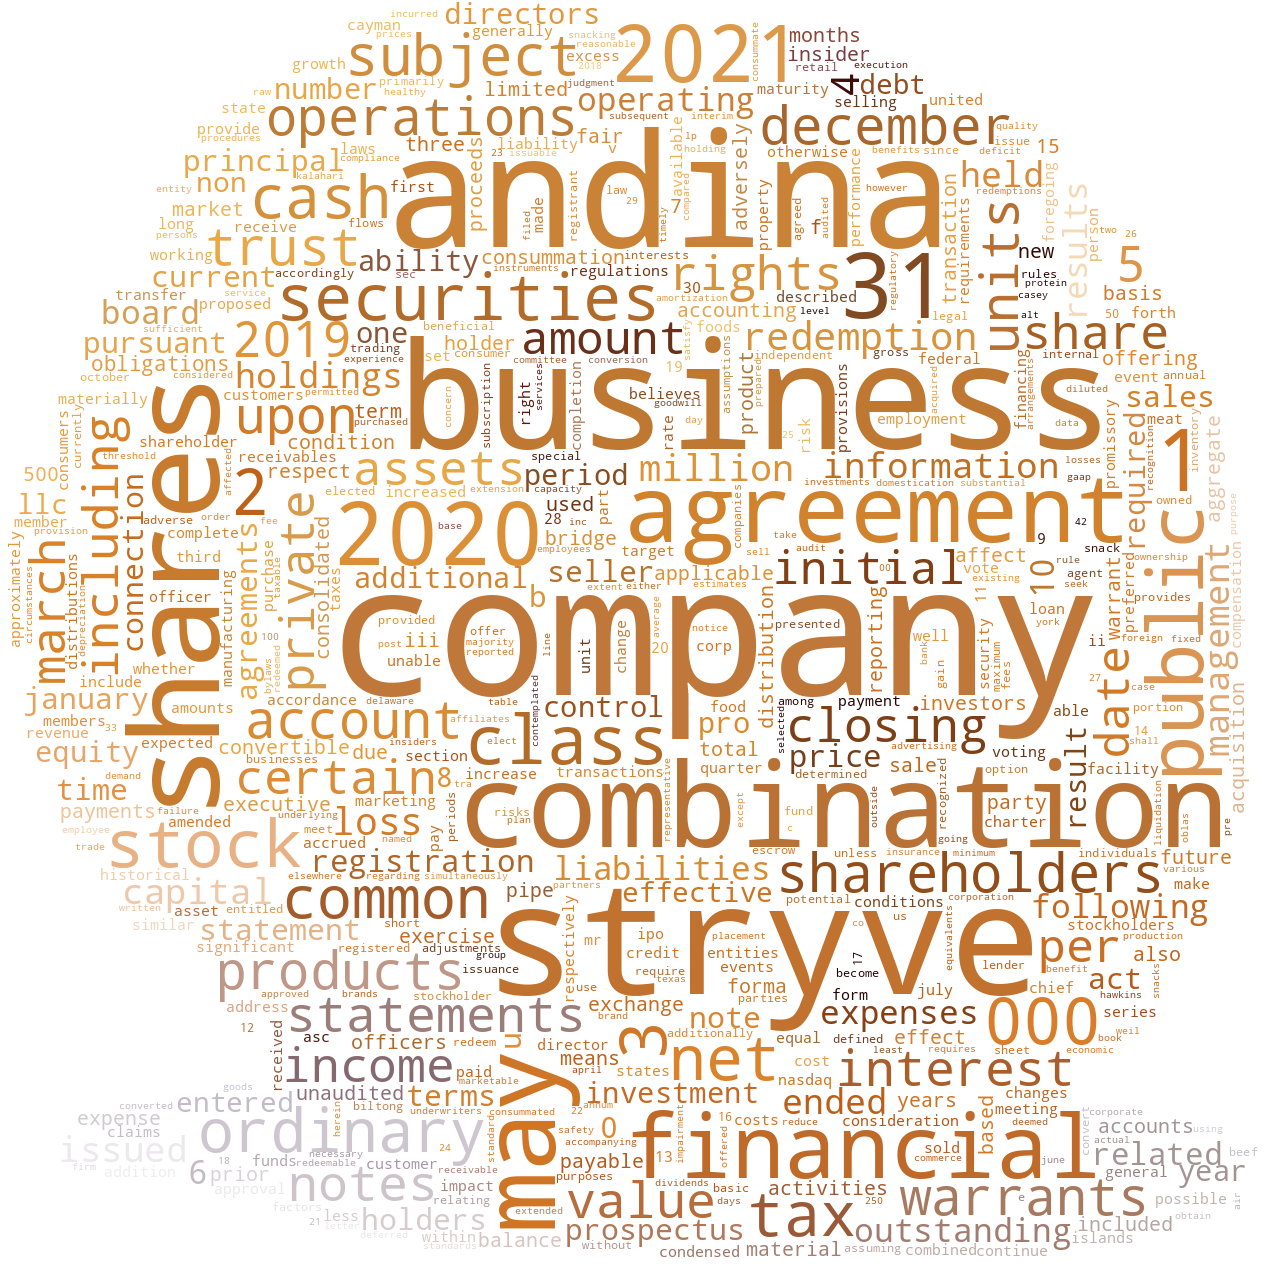 incurred
directors
prices
cayman
generally
snacking
reasonable
subject
2021
consummate
months
insider
excess
2018
retail
execution
growth
primarily
raw
healthy
number
limited
judgment
maturity
4
debt
operating
selling
united
state
operations
subsequent
interim
december
quality
provide
procedures
three
fair
proceeds
lp
holding
adversely
otherwise
benefits
since
issue
deficit
15
laws
compliance
liability
v
23
issuable
available
andina
principal
kalahari
cash
non
entity
persons
first
law
29
compared
property
agreed
audited
performance
however
held
redemptions
foregoing
results
person
market
long
receive
flows
filed
made
registrant
timely
7
f
transaction
requirements
units
two
26
working
trust
ability
consummation
interests
regulations
rights
31
regulatory
new
5
current
accordingly
sec
instruments
30
described
level
legal
rules
protein
casey
alt
transfer
proposed
service
securities
amortization
accounting
basis
50
forth
board
sufficient
pursuant
2019
one
trading
experience
beneficial
holder
amount
foods
satisfy
independent
redemption
share
obligations
october
considered
materially
holdings
permitted
set
consumer
committee
conversion
19
assumptions
gross
federal
internal
offering
event
annual
customers
term
purchased
concern
subscription
right
services
completion
believes
goodwill
business
rate
day
product
prepared
provisions
employment
acquired
financing
arrangements
diluted
data
sales
promissory
meat
currently
consumers
shareholder
threshold
upon
condition
risk
25
receivables
respect
affected
assets
special
period
million
information
losses
gaap
recognition
inventory
required
1
aggregate
500
llc
member
provision
including
connection
adverse
order
2
elected
increased
extension
capacity
investments
domestication
substantial
owned
shares
complete
third
fee
purchase
taxable
private
2020
base
used
28
inc
part
agreement
42
march
approximately
circumstances
distributions
depreciation
agreements
consolidated
taxes
employees
bridge
target
companies
take
audit
sell
9
rule
ownership
purpose
officer
manufacturing
100
redeemed
additional
seller
applicable
extent
either
estimates
initial
00
affect
vote
existing
11
10
agent
seek
snack
preferred
warrant
provides
public
compensation
whether
bylaws
provided
iii
b
company
loan
york
foreign
fixed
include
january
members
33
accordance
amounts
delaware
post
unable
offer
majority
reported
table
line
unit
change
20
average
notice
corp
distribution
presented
reporting
banker
well
gain
security
maximum
fees
ii
27
case
management
revenue
account
affiliates
contemplated
food
selected
among
payment
investors
able
portion
date
14
shall
acquisition
equity
expected
convertible
due
insiders
section
elect
class
control
pro
total
closing
advertising
voting
businesses
demand
time
certain
8
tra
increase
transactions
quarter
price
determined
sale
recognized
option
result
facility
payments
failure
executive
underlying
marketing
periods
risks
plan
fund
c
outside
going
party
charter
liquidation
oblas
pre
employee
trade
amended
meet
accrued
named
loss
pay
combination
representative
except
stock
elsewhere
regarding
simultaneously
escrow
unless
insurance
minimum
individuals
various
future
historical
registration
partners
liabilities
potential
shareholders
corporation
make
capital
written
similar
asset
entitled
common
short
pipe
effective
conditions
us
following
stockholders
production
statement
significant
registered
exercise
adjustments
group
issuance
mr
respectively
ipo
placement
credit
require
texas
entities
events
co
17
become
equivalents
lender
per
also
benefit
products
address
approved
brands
stockholder
use
brand
stryve
forma
parties
form
july
chief
act
hawkins
snacks
series
12
received
asc
statements
officers
redeem
u
director
exchange
note
additionally
equal
defined
expenses
effect
least
requires
sheet
000
book
weil
economic
income
paid
april
marketable
means
states
3
net
cost
nasdaq
interest
changes
meeting
goods
converted
expense
claims
entered
unaudited
biltong
terms
underwriters
consummated
annum
22
investment
impairment
16
offered
costs
reduce
ended
years
consideration
based
deemed
corporate
accounts
using
issued
firm
addition
ordinary
herein
necessary
18
redeemable
24
standard
may
safety
0
accompanying
purposes
payable
13
financial
sold
commerce
june
actual
convert
related
beef
6
prior
approval
funds
notes
customer
receivable
impact
relating
dividends
basic
days
activities
250
general
year
factors
21
letter
deferred
less
holders
within
standards
extended
balance
value
prospectus
without
tax
warrants
e
possible
air
obtain
condensed
material
assuming
outstanding
combined
continue
included
islands